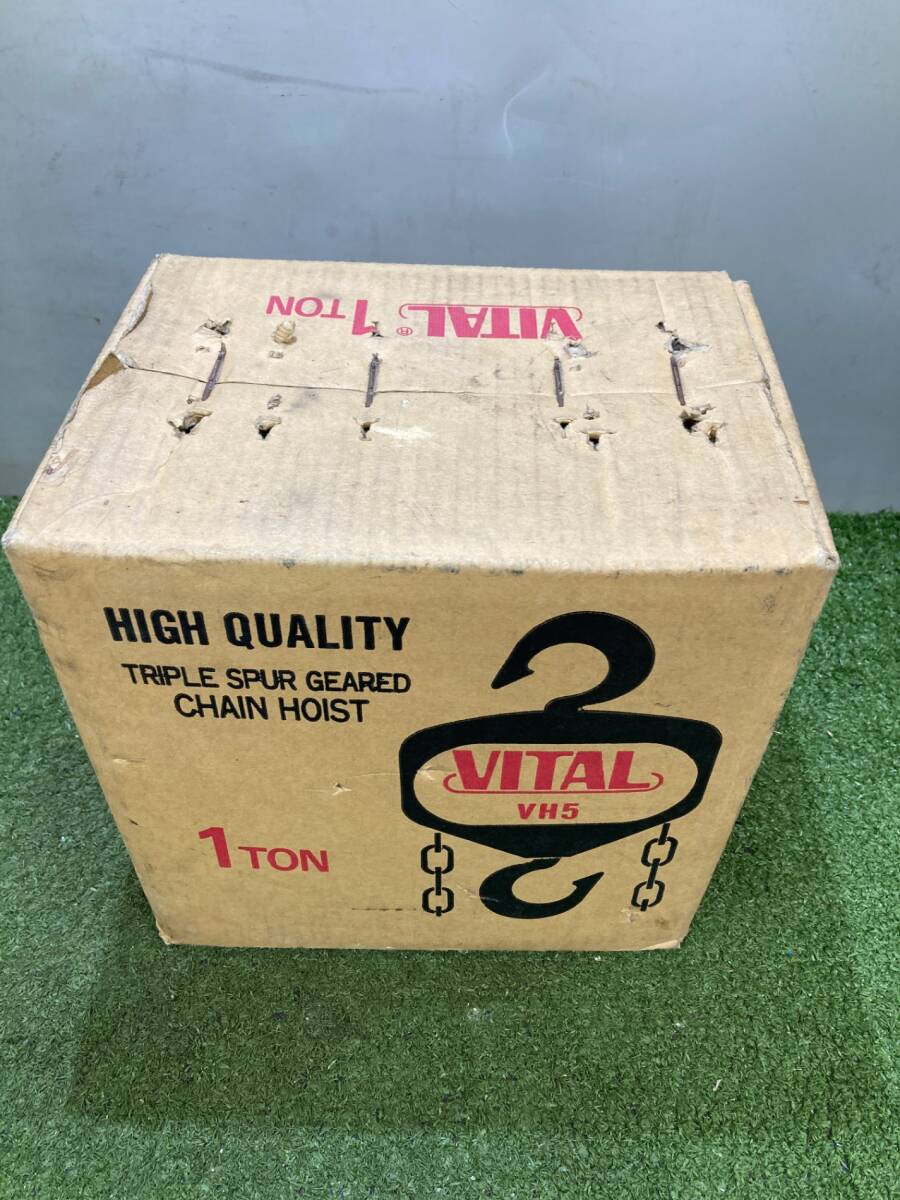 VITAL® 1 TON
HIGH QUALITY
TRIPLE SPUR GEARED
CHAIN HOIST
VITAL
VH5
1 TON